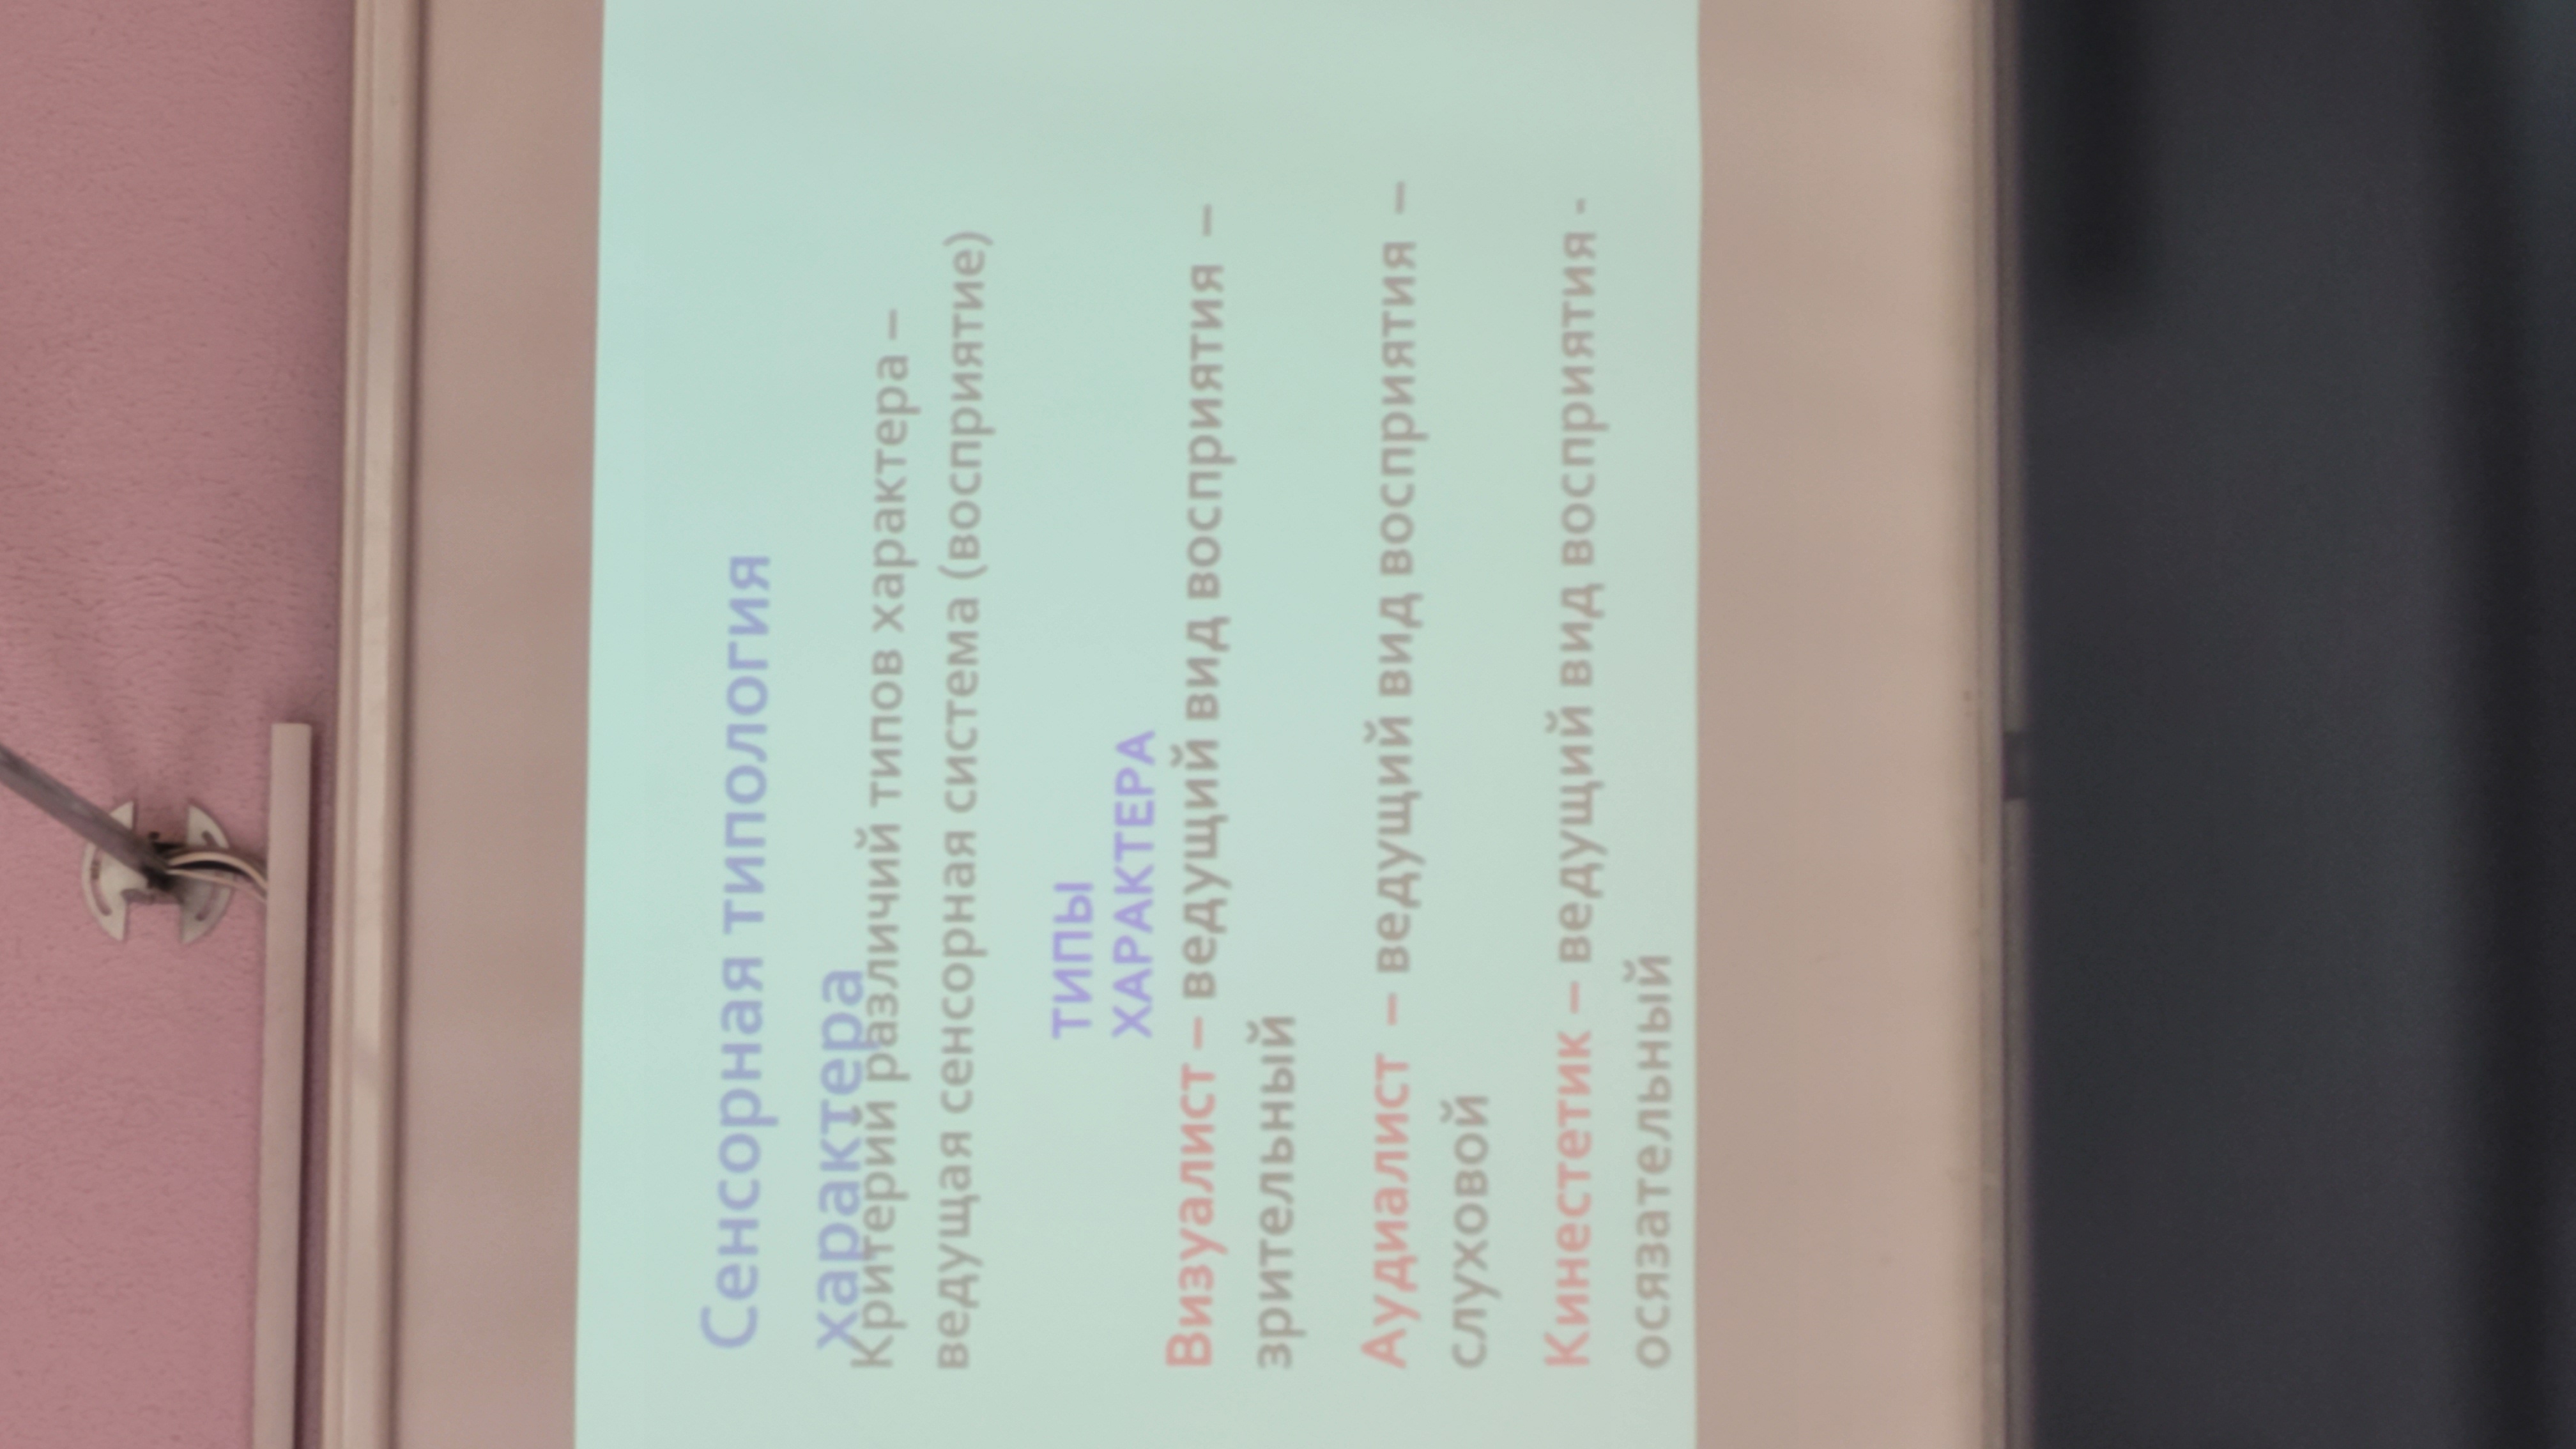 Сенсорная типология
характера
Критерий различий типов характера –
ведущая сенсорная система (восприятие)
ТИПЫ
ХАРАКТЕРА
Визуалист – ведущий вид восприятия –
зрительный
Аудиалист – ведущий вид восприятия –
слуховой
Кинестетик – ведущий вид восприятия -
осязательный